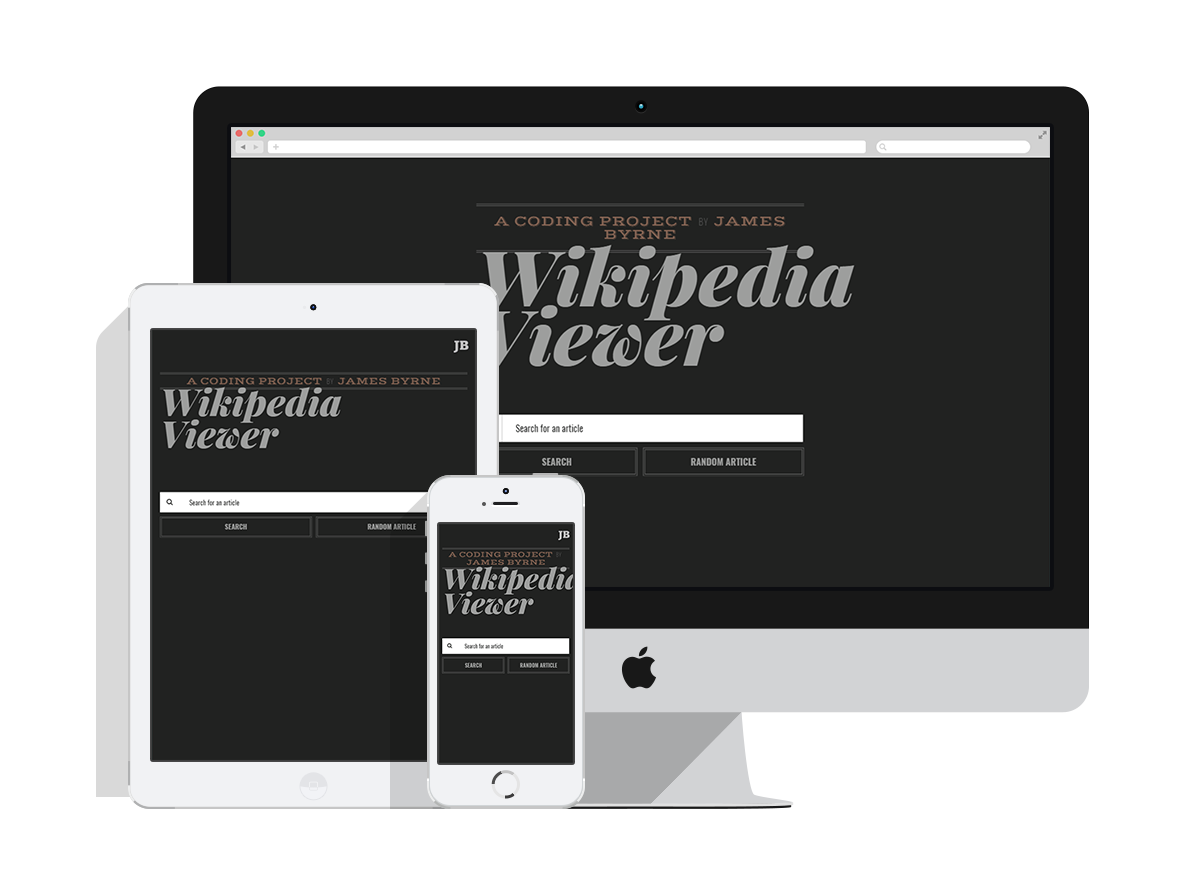 A CODING PROJECT BY JAMES
BYRNE
Wikipedia
Viewer
Search for an article
SEARCH
RANDOM ARTICLE
JB
A CODING PROJECT BY JAMES BYRNE
Wikipedia
Viewer
Search for an article
SEARCH
RANDOM ARTICLE
JB
A CODING PROJECT BY
JAMES BYRNE
Wikipedia
Viewer
Search for an article
SEARCH
RANDOM ARTICLE